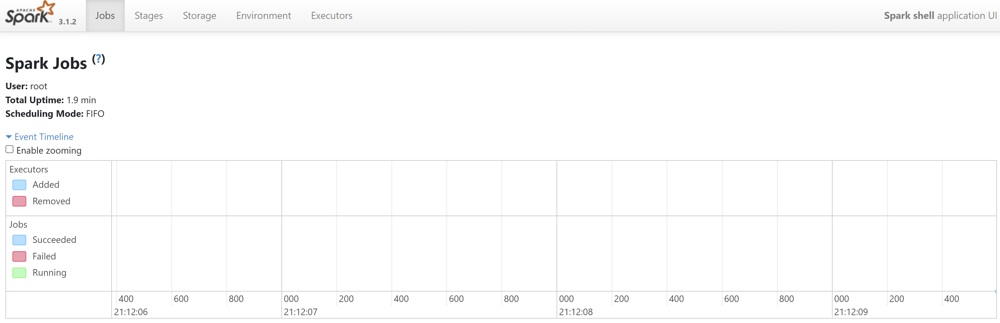 APACHE
Spark 3.1.2 Jobs Stages Storage Environment Executors Spark shell application UI
Spark Jobs (?)
User: root
Total Uptime: 1.9 min
Scheduling Mode: FIFO
Event Timeline
Enable zooming
Executors
Added
Removed
Jobs
Succeeded
Failed
Running
400 600 800 000 200 400 600 800 000 200 400 600 800 000 200 400
21:12:06 21:12:07 21:12:08 21:12:09